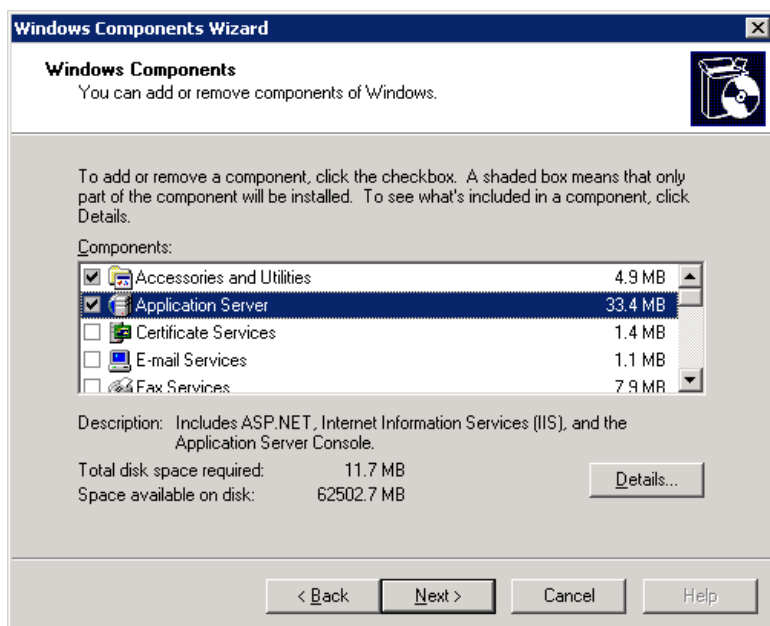 Windows Components Wizard
Windows Components
You can add or remove components of Windows.
To add or remove a component, click the checkbox. A shaded box means that only
part of the component will be installed. To see what's included in a component, click
Details.
Components:
Accessories and Utilities 4.9 MB
Application Server 33.4 MB
Certificate Services 1.4 MB
E-mail Services 1.1 MB
Fax Services 7.9 MB
Description: Includes ASP.NET, Internet Information Services (IIS), and the
Application Server Console.
Total disk space required: 11.7 MB
Space available on disk: 62502.7 MB
Details...
< Back Next > Cancel Help